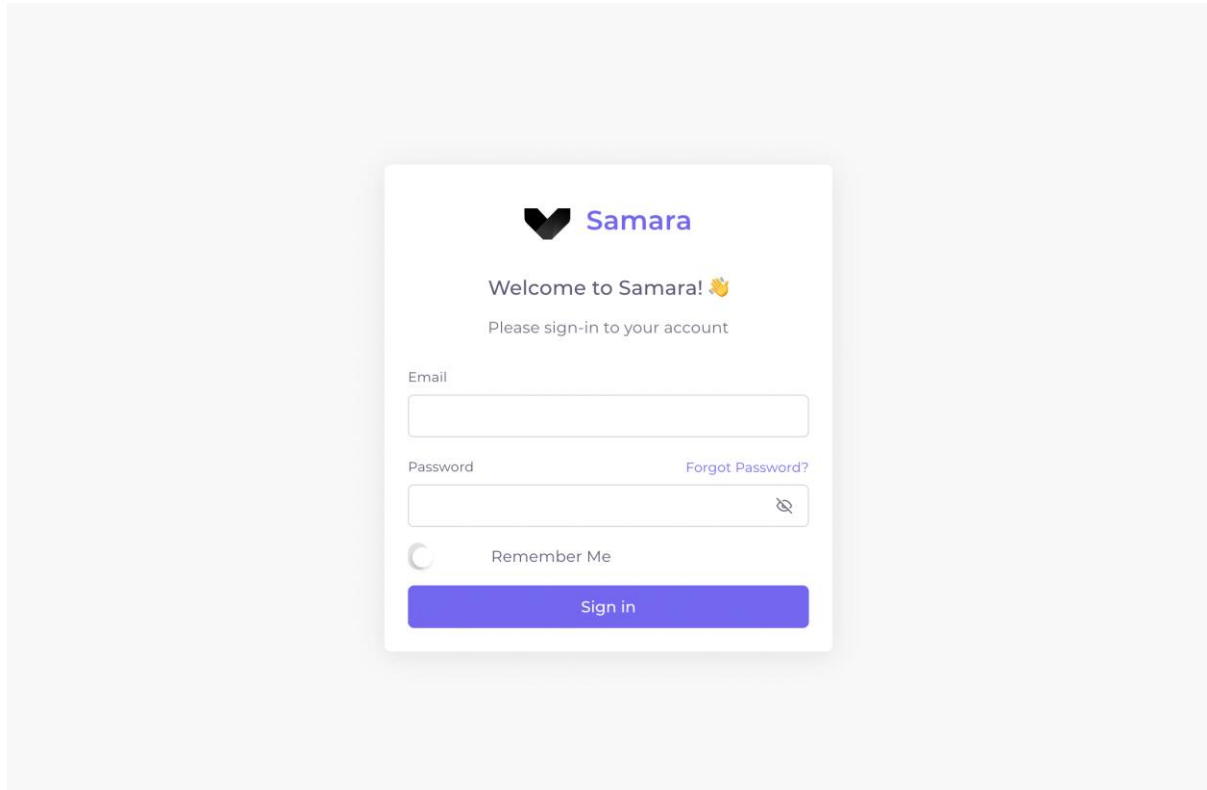 Samara
Welcome to Samara! 👋
Please sign-in to your account
Email
Password Forgot Password?
Remember Me
Sign in